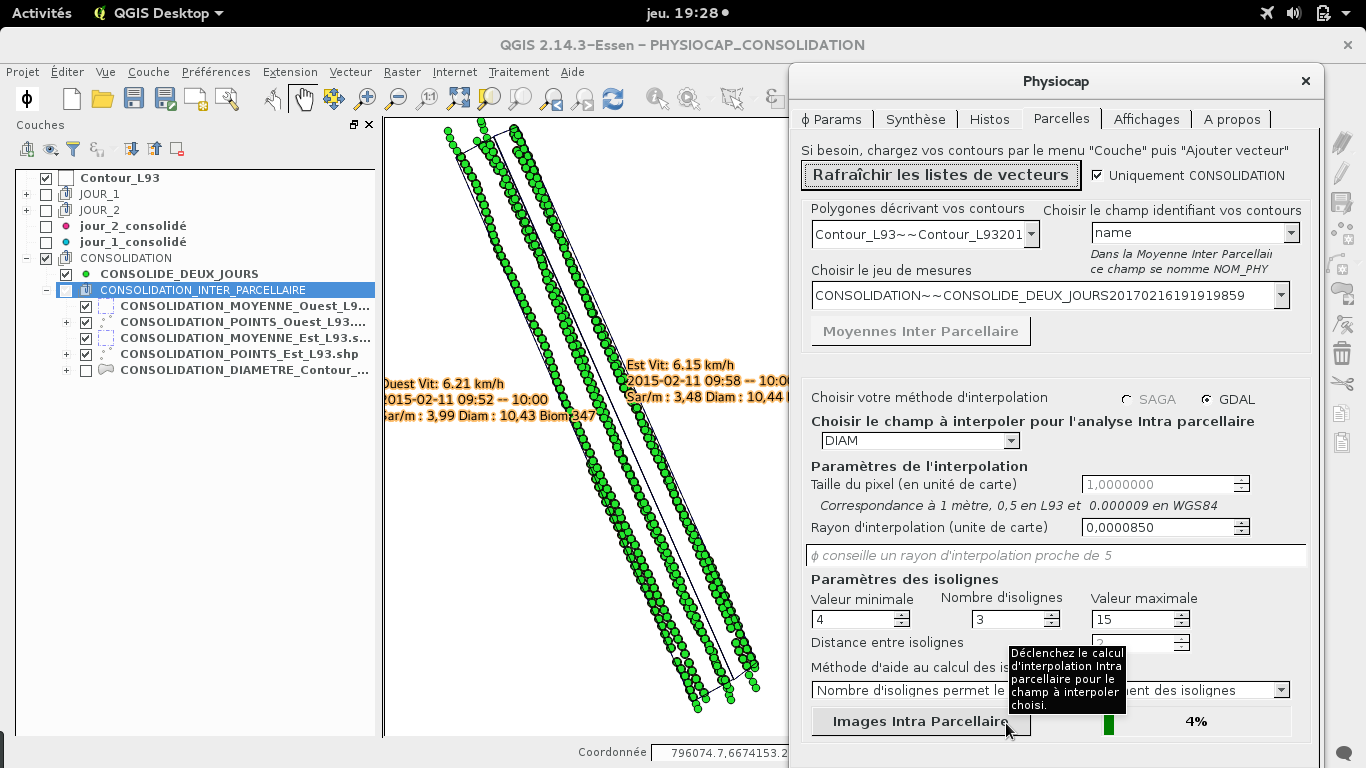 Activités
QGIS Desktop
jeu. 19:28
QGIS 2.14.3-Essen - PHYSIOCAP_CONSOLIDATION
Projet Éditer Vue Couche Préférences Extension Vecteur Raster Internet Traitement Aide
Couches
Contour_L93
JOUR_1
JOUR_2
jour_2_consolidé
jour_1_consolidé
CONSOLIDATION
CONSOLIDE_DEUX_JOURS
CONSOLIDATION_INTER_PARCELLAIRE
CONSOLIDATION_MOYENNE_Ouest_L9...
CONSOLIDATION_POINTS_Ouest_L93....
CONSOLIDATION_MOYENNE_Est_L93.s...
CONSOLIDATION_POINTS_Est_L93.shp
CONSOLIDATION_DIAMETRE_Contour_...
Ouest Vit: 6.21 km/h
2015-02-11 09:52 -- 10:00
Sar/m : 3,99 Diam : 10,43 Biom 347
Est Vit: 6.15 km/h
2015-02-11 09:58 -- 10:00
Sar/m : 3,48 Diam : 10,44
Coordonnée 796074.7,6674153.2
Physiocap
ϕ Params Synthèse Histos Parcelles Affichages A propos
Si besoin, chargez vos contours par le menu "Couche" puis "Ajouter vecteur"
Rafraîchir les listes de vecteurs
Uniquement CONSOLIDATION
Polygones décrivant vos contours
Choisir le champ identifiant vos contours
Contour_L93~~Contour_L93201
name
Dans la Moyenne Inter Parcellair
ce champ se nomme NOM_PHY
Choisir le jeu de mesures
CONSOLIDATION~~CONSOLIDE_DEUX_JOURS20170216191919859
Moyennes Inter Parcellaire
Choisir votre méthode d'interpolation
SAGA
GDAL
Choisir le champ à interpoler pour l'analyse Intra parcellaire
DIAM
Paramètres de l'interpolation
Taille du pixel (en unité de carte)
1,0000000
Correspondance à 1 mètre, 0,5 en L93 et 0.000009 en WGS84
Rayon d'interpolation (unite de carte)
0,0000850
ϕ conseille un rayon d'interpolation proche de 5
Paramètres des isolignes
Valeur minimale
Nombre d'isolignes
Valeur maximale
4
3
15
Distance entre isolignes
Méthode d'aide au calcul des
Nombre d'isolignes permet le
des isolignes
Déclenchez le calcul
d'interpolation Intra
parcellaire pour le
champ à interpoler
choisi.
Images Intra Parcellaire
4%